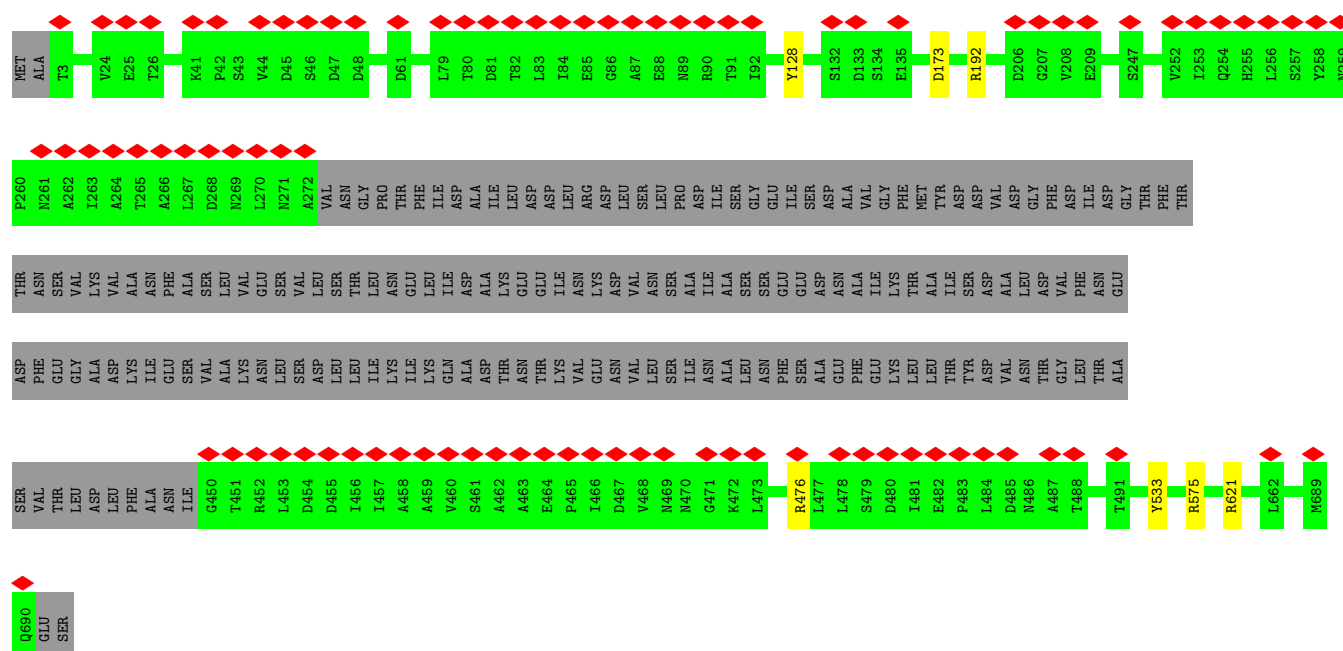 MET ALA T3 V24 E25 T26 K41 P42 S43 V44 D45 S46 D47 D48 D61 L79 T80 D81 T82 L83 I84 E85 G86 A87 E88 N89 R90 T91 I92 Y128 S132 D133 S134 E135 D173 R192 D206 G207 V208 E209 S247 V252 I253 Q254 H255 L256 S257 Y258 N259
P260 N261 A262 I263 A264 T265 A266 L267 D268 N269 L270 N271 A272 VAL ASN GLY PRO THR PHE ILE ASP ALA ILE LEU ASP ASP LEU ARG ASP LEU SER LEU PRO ASP ILE SER GLY GLU ILE SER ASP ALA VAL GLY PHE MET TYR ASP ASP VAL ASP GLY PHE ASP ILE ASP GLY THR PHE THR
THR ASN SER VAL LYS VAL ALA ASN PHE ALA SER LEU VAL GLU SER VAL LEU SER THR LEU ASN GLU LEU ILE ASP ALA LYS GLU GLU ILE ASN LYS ASP VAL ASN SER ALA ILE ALA SER SER GLU GLU ASP ASN ALA ILE LYS THR ALA ILE SER ASP ALA LEU ASP VAL PHE ASN GLU
ASP PHE GLU GLY ALA ASP LYS ILE GLU SER VAL ALA LYS ASN LEU SER ASP LEU LEU ILE LYS ILE LYS GLN ALA ASP THR ASN THR LYS VAL GLU ASN VAL LEU SER ILE ASN ALA LEU ASN PHE SER ALA GLU PHE GLU LYS LEU LEU THR TYR ASP VAL ASN THR GLY LEU THR ALA
SER VAL THR LEU ASP LEU PHE ALA ASN ILE G450 T451 R452 L453 D454 D455 I456 I457 A458 A459 V460 S461 A462 A463 E464 P465 I466 D467 V468 N469 N470 G471 K472 L473 R476 L477 L478 S479 D480 I481 E482 P483 L484 D485 N486 A487 T488 T491 Y533 R575 R621 L662 M689
Q690 GLU SER